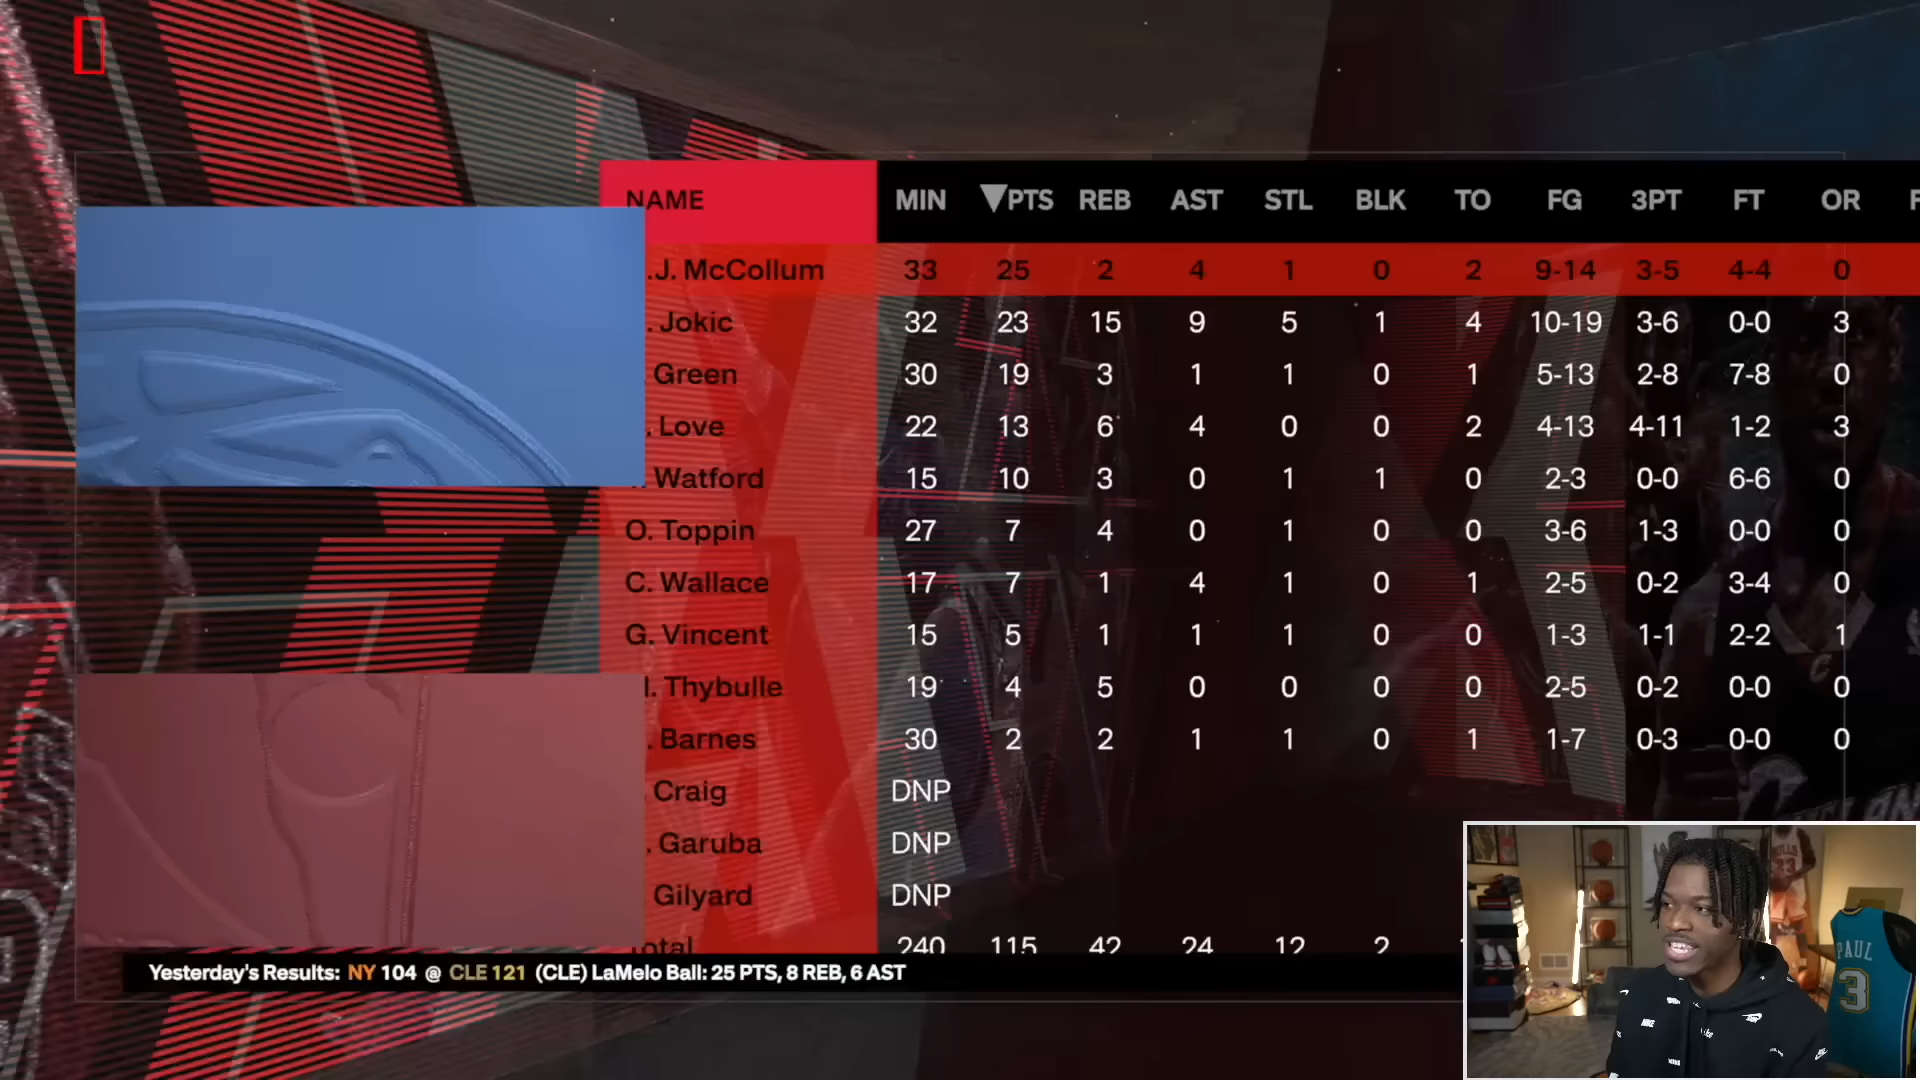 NAME MIN ▼PTS REB AST STL BLK TO FG 3PT FT OR
.J. McCollum 33 25 2 4 1 0 2 9-14 3-5 4-4 0
. Jokic 32 23 15 9 5 1 4 10-19 3-6 0-0 3
Green 30 19 3 1 1 0 1 5-13 2-8 7-8 0
. Love 22 13 6 4 0 0 2 4-13 4-11 1-2 3
. Watford 15 10 3 0 1 1 0 2-3 0-0 6-6 0
O. Toppin 27 7 4 0 1 0 0 3-6 1-3 0-0 0
C. Wallace 17 7 1 4 1 0 1 2-5 0-2 3-4 0
G. Vincent 15 5 1 1 1 0 0 1-3 1-1 2-2 1
. Thybulle 19 4 5 0 0 0 0 2-5 0-2 0-0 0
. Barnes 30 2 2 1 1 0 1 1-7 0-3 0-0 0
Craig DNP
. Garuba DNP
Gilyard DNP
Total 240 115 42 24 12 2
Yesterday's Results: NY 104 @ CLE 121 (CLE) LaMelo Ball: 25 PTS, 8 REB, 6 AST
PAUL
3